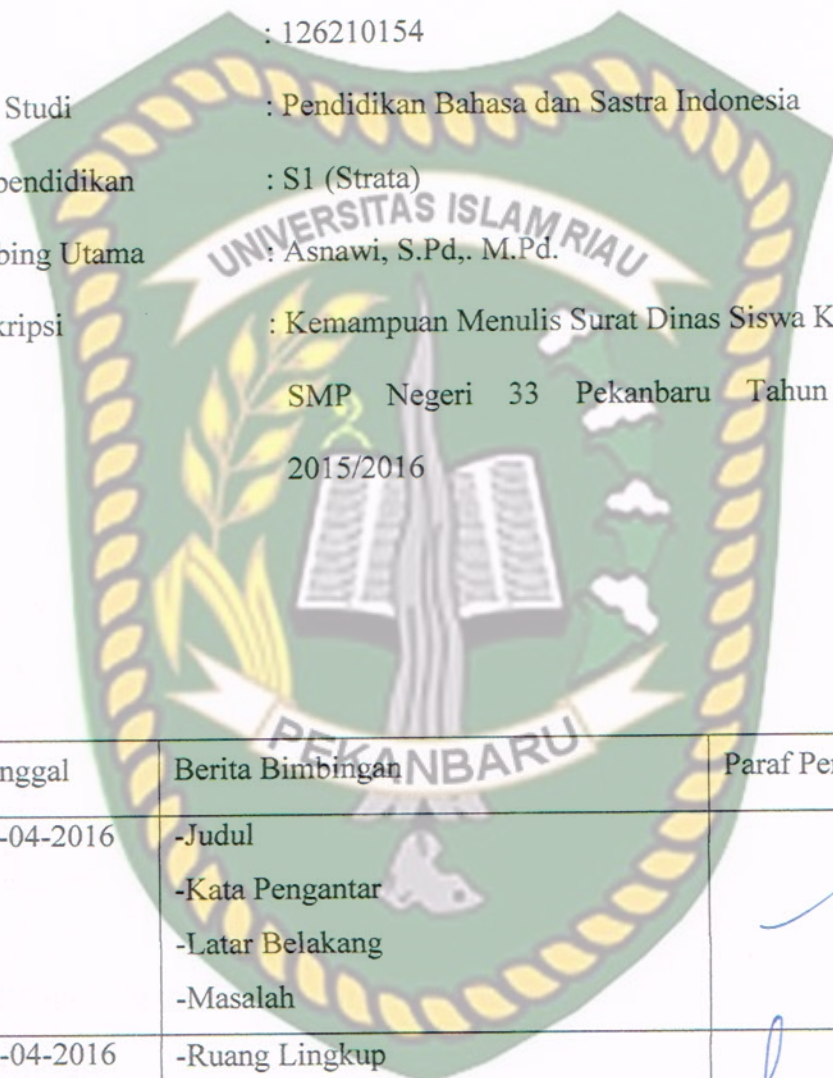 : 126210154
Studi : Pendidikan Bahasa dan Sastra Indonesia
pendidikan : S1 (Strata)
UNIVERSITAS ISLAM RIAU
bing Utama : Asnawi, S.Pd,. M.Pd.
kripsi : Kemampuan Menulis Surat Dinas Siswa K
SMP Negeri 33 Pekanbaru Tahun
2015/2016
PEKANBARU
nggal Berita Bimbingan Paraf Per
-04-2016 -Judul
-Kata Pengantar
-Latar Belakang
-Masalah
-04-2016 -Ruang Lingkup